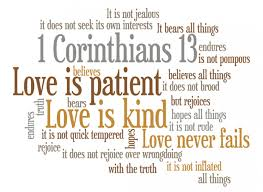 It is not jealous
it does not seek its own interests
It bears all things
1 Corinthians 13
endures
is not pompous
believes
Love is patient
believes all things
it does not brood
bears
but rejoices
truth
endures
Love is kind
hopes all things
it is not rude
it is not quick tempered
hopes
Love never fails
rejoice
it does not rejoice over wrongdoing
with the truth
it is not inflated
all things